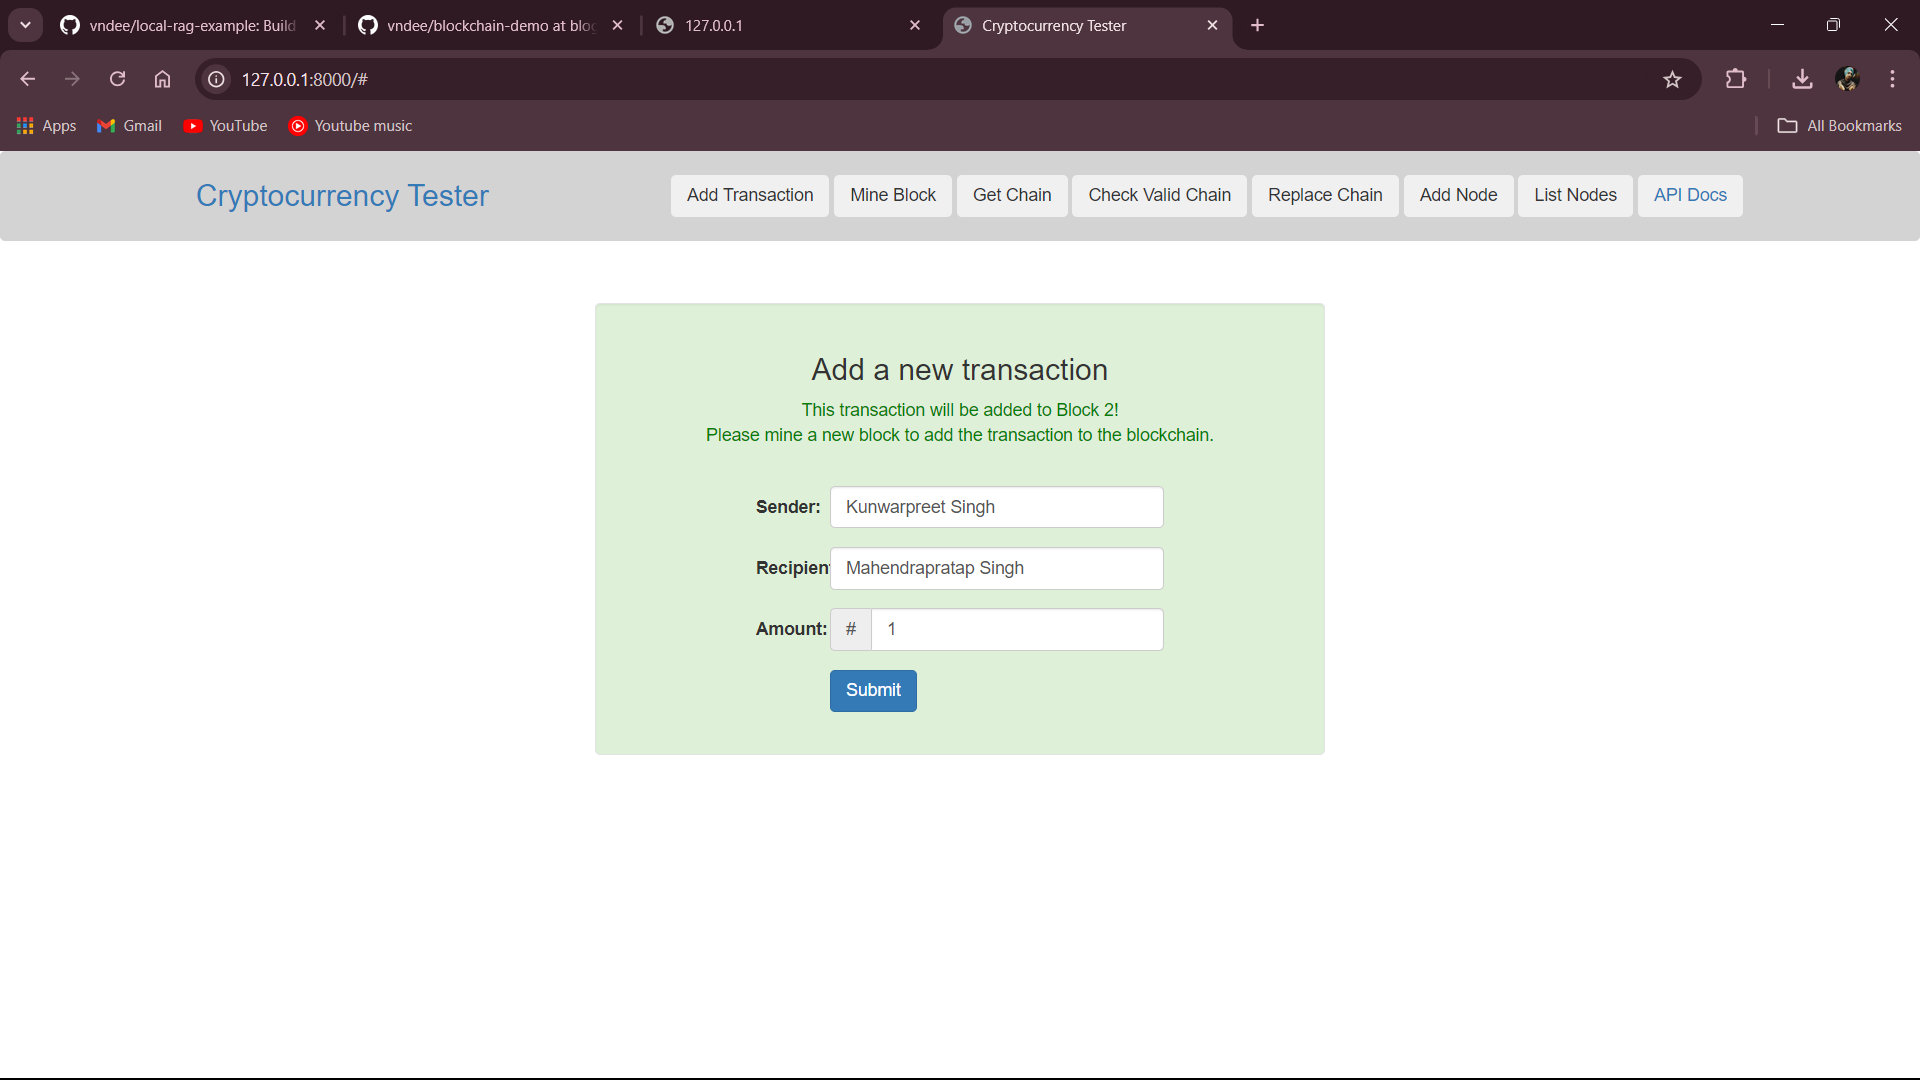 vndee/local-rag-example: Build
vndee/blockchain-demo at blog
127.0.0.1
Cryptocurrency Tester
127.0.0.1:8000/#
Apps
Gmail
YouTube
Youtube music
All Bookmarks
Cryptocurrency Tester
Add Transaction
Mine Block
Get Chain
Check Valid Chain
Replace Chain
Add Node
List Nodes
API Docs
Add a new transaction
This transaction will be added to Block 2!
Please mine a new block to add the transaction to the blockchain.
Sender:
Kunwarpreet Singh
Recipient
Mahendrapratap Singh
Amount:
#
1
Submit